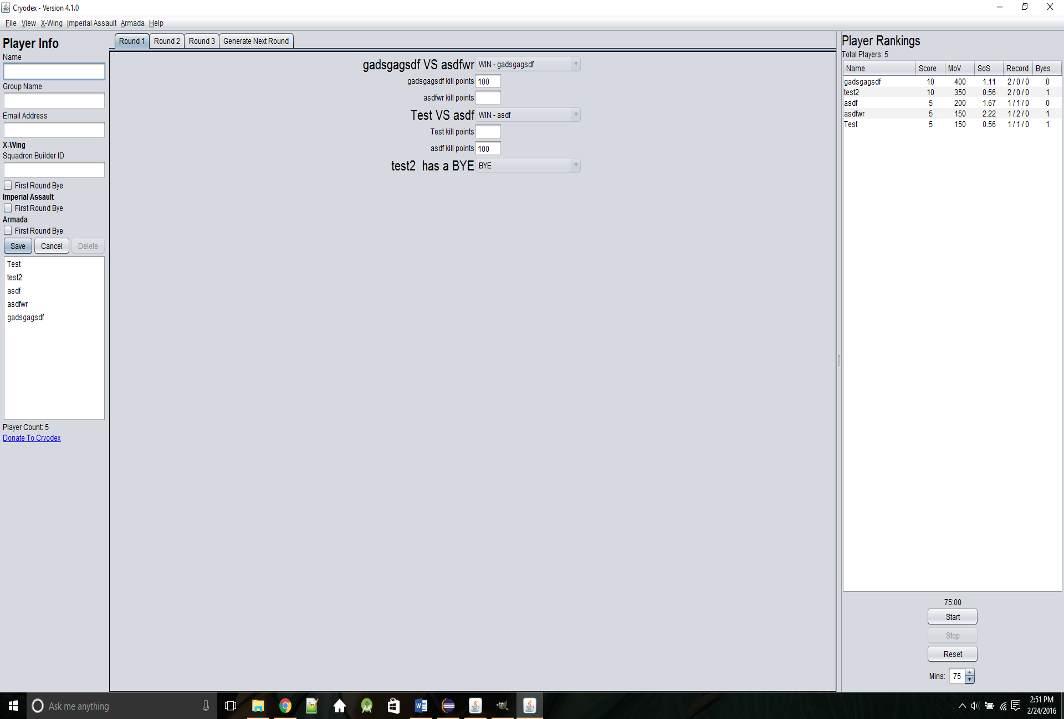 Cryodex - Version 4.1.0
File View X-Wing Imperial Assault Armada Help
Player Info
Name
Group Name
Email Address
X-Wing
Squadron Builder ID
First Round Bye
Imperial Assault
First Round Bye
Armada
First Round Bye
Save Cancel Delete
Test
test2
asdf
asdfwr
gadsgagsdf
Player Count: 5
Donate To Cryodex
Round 1 Round 2 Round 3 Generate Next Round
gadsgagsdf VS asdfwr WIN - gadsgagsdf
gadsgagsdf kill points 100
asdfwr kill points
Test VS asdf WIN - asdf
Test kill points
asdf kill points 100
test2 has a BYE BYE
Player Rankings
Total Players: 5
Name Score MoV SoS Record Byes
gadsgagsdf 10 400 1.11 2 / 0 / 0 0
test2 10 350 0.56 2 / 0 / 0 1
asdf 5 200 1.67 1 / 1 / 0 0
asdfwr 5 150 2.22 1 / 2 / 0 1
Test 5 150 0.56 1 / 1 / 0 1
75:00
Start
Stop
Reset
Mins: 75
Ask me anything
2:51 PM
2/24/2016